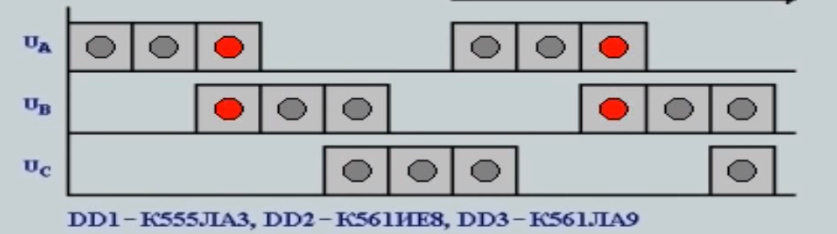 UA
UB
UC
DD1 – К555ЛА3, DD2 – К561ИЕ8, DD3 – К561ЛА9